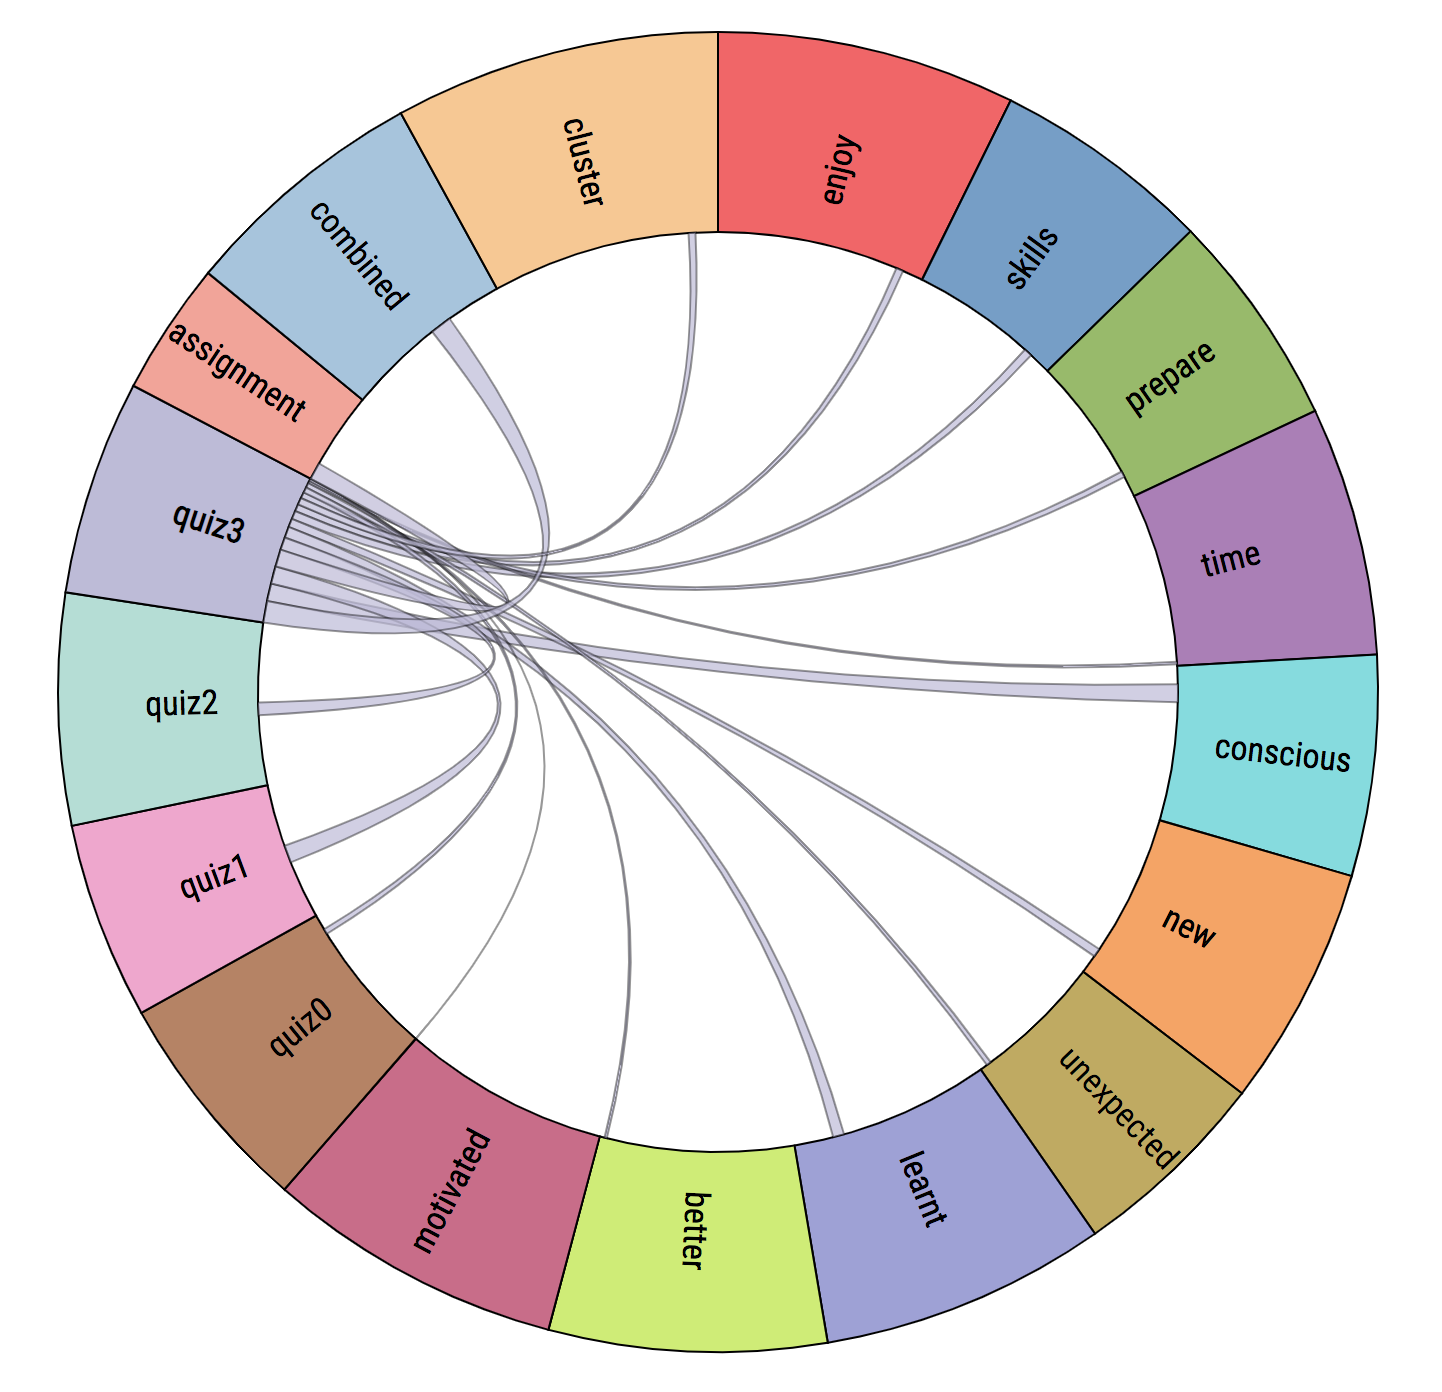 enjoy
skills
prepare
time
conscious
new
unexpected
learnt
better
motivated
quiz0
quiz1
quiz2
quiz3
assignment
combined
cluster